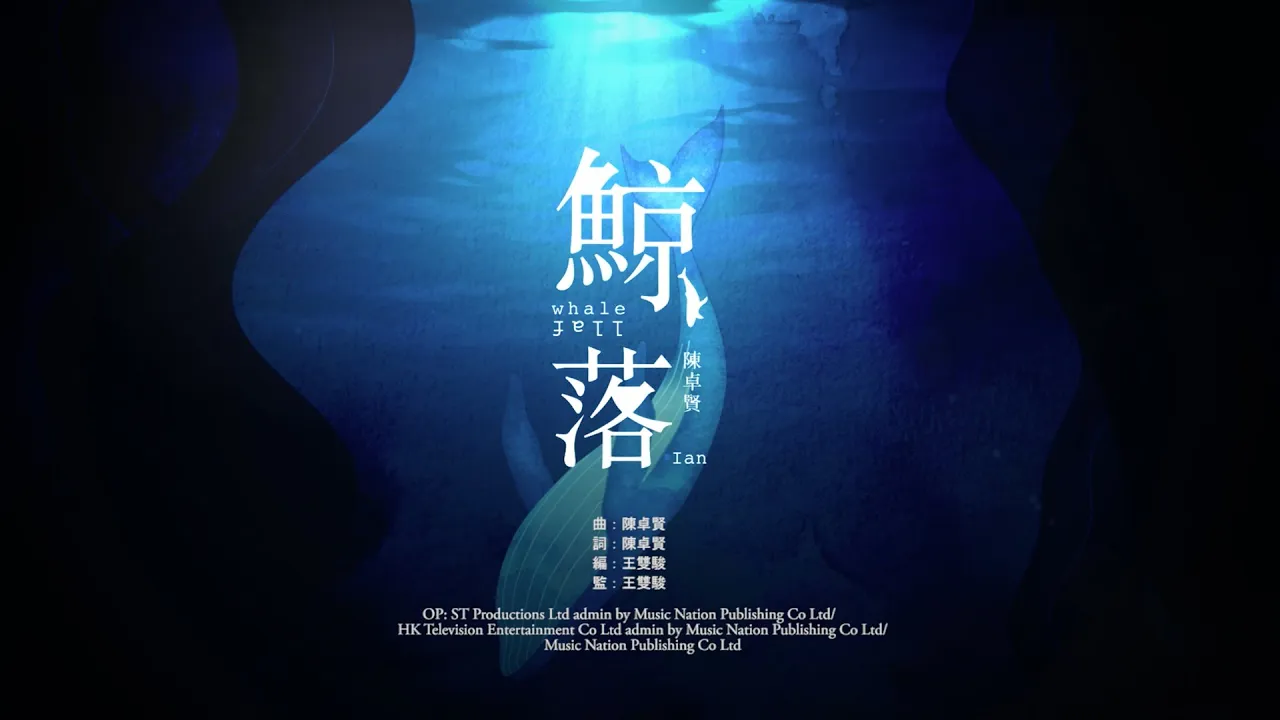 鯨落
whale
fall
陳卓賢
Ian
曲：陳卓賢
詞：陳卓賢
編：王雙駿
監：王雙駿
OP: ST Productions Ltd admin by Music Nation Publishing Co Ltd/
HK Television Entertainment Co Ltd admin by Music Nation Publishing Co Ltd/
Music Nation Publishing Co Ltd